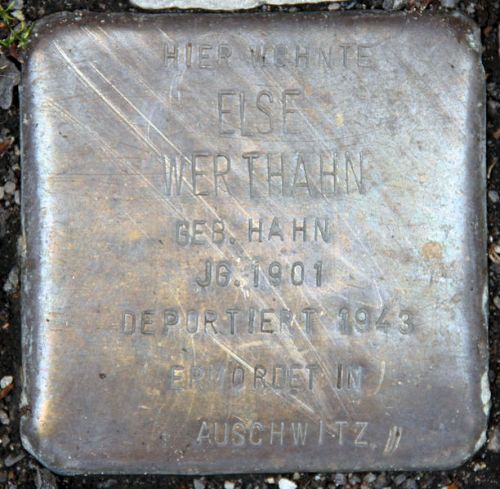 HIER WOHNTE
ELSE
WERTHAHN
GEB. HAHN
JG. 1901
DEPORTIERT 1943
ERMORDET IN
AUSCHWITZ